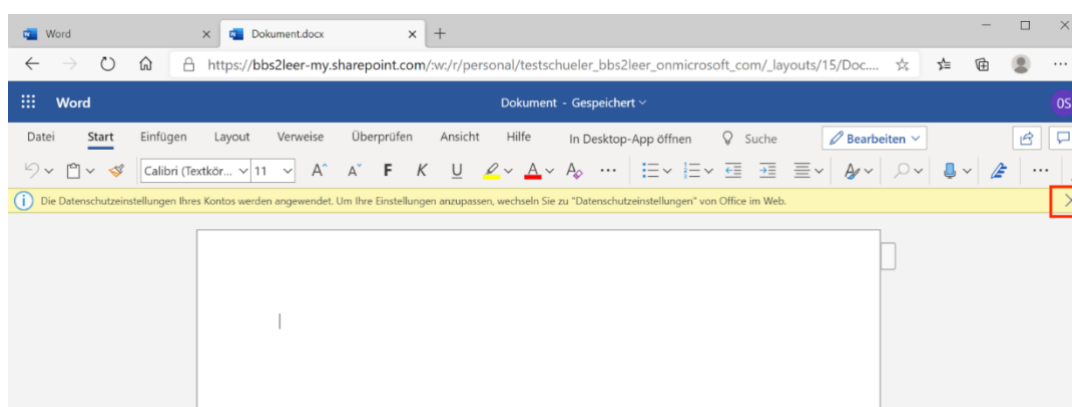 Word
Dokument.docx
https://bbs2leer-my.sharepoint.com/:w:/r/personal/testschueler_bbs2leer_onmicrosoft_com/_layouts/15/Doc....
Word
Dokument - Gespeichert
OS
Datei Start Einfügen Layout Verweise Überprüfen Ansicht Hilfe In Desktop-App öffnen Suche Bearbeiten
Calibri (Textkör... 11 A A F K U A A
Die Datenschutzeinstellungen Ihres Kontos werden angewendet. Um Ihre Einstellungen anzupassen, wechseln Sie zu "Datenschutzeinstellungen" von Office im Web.